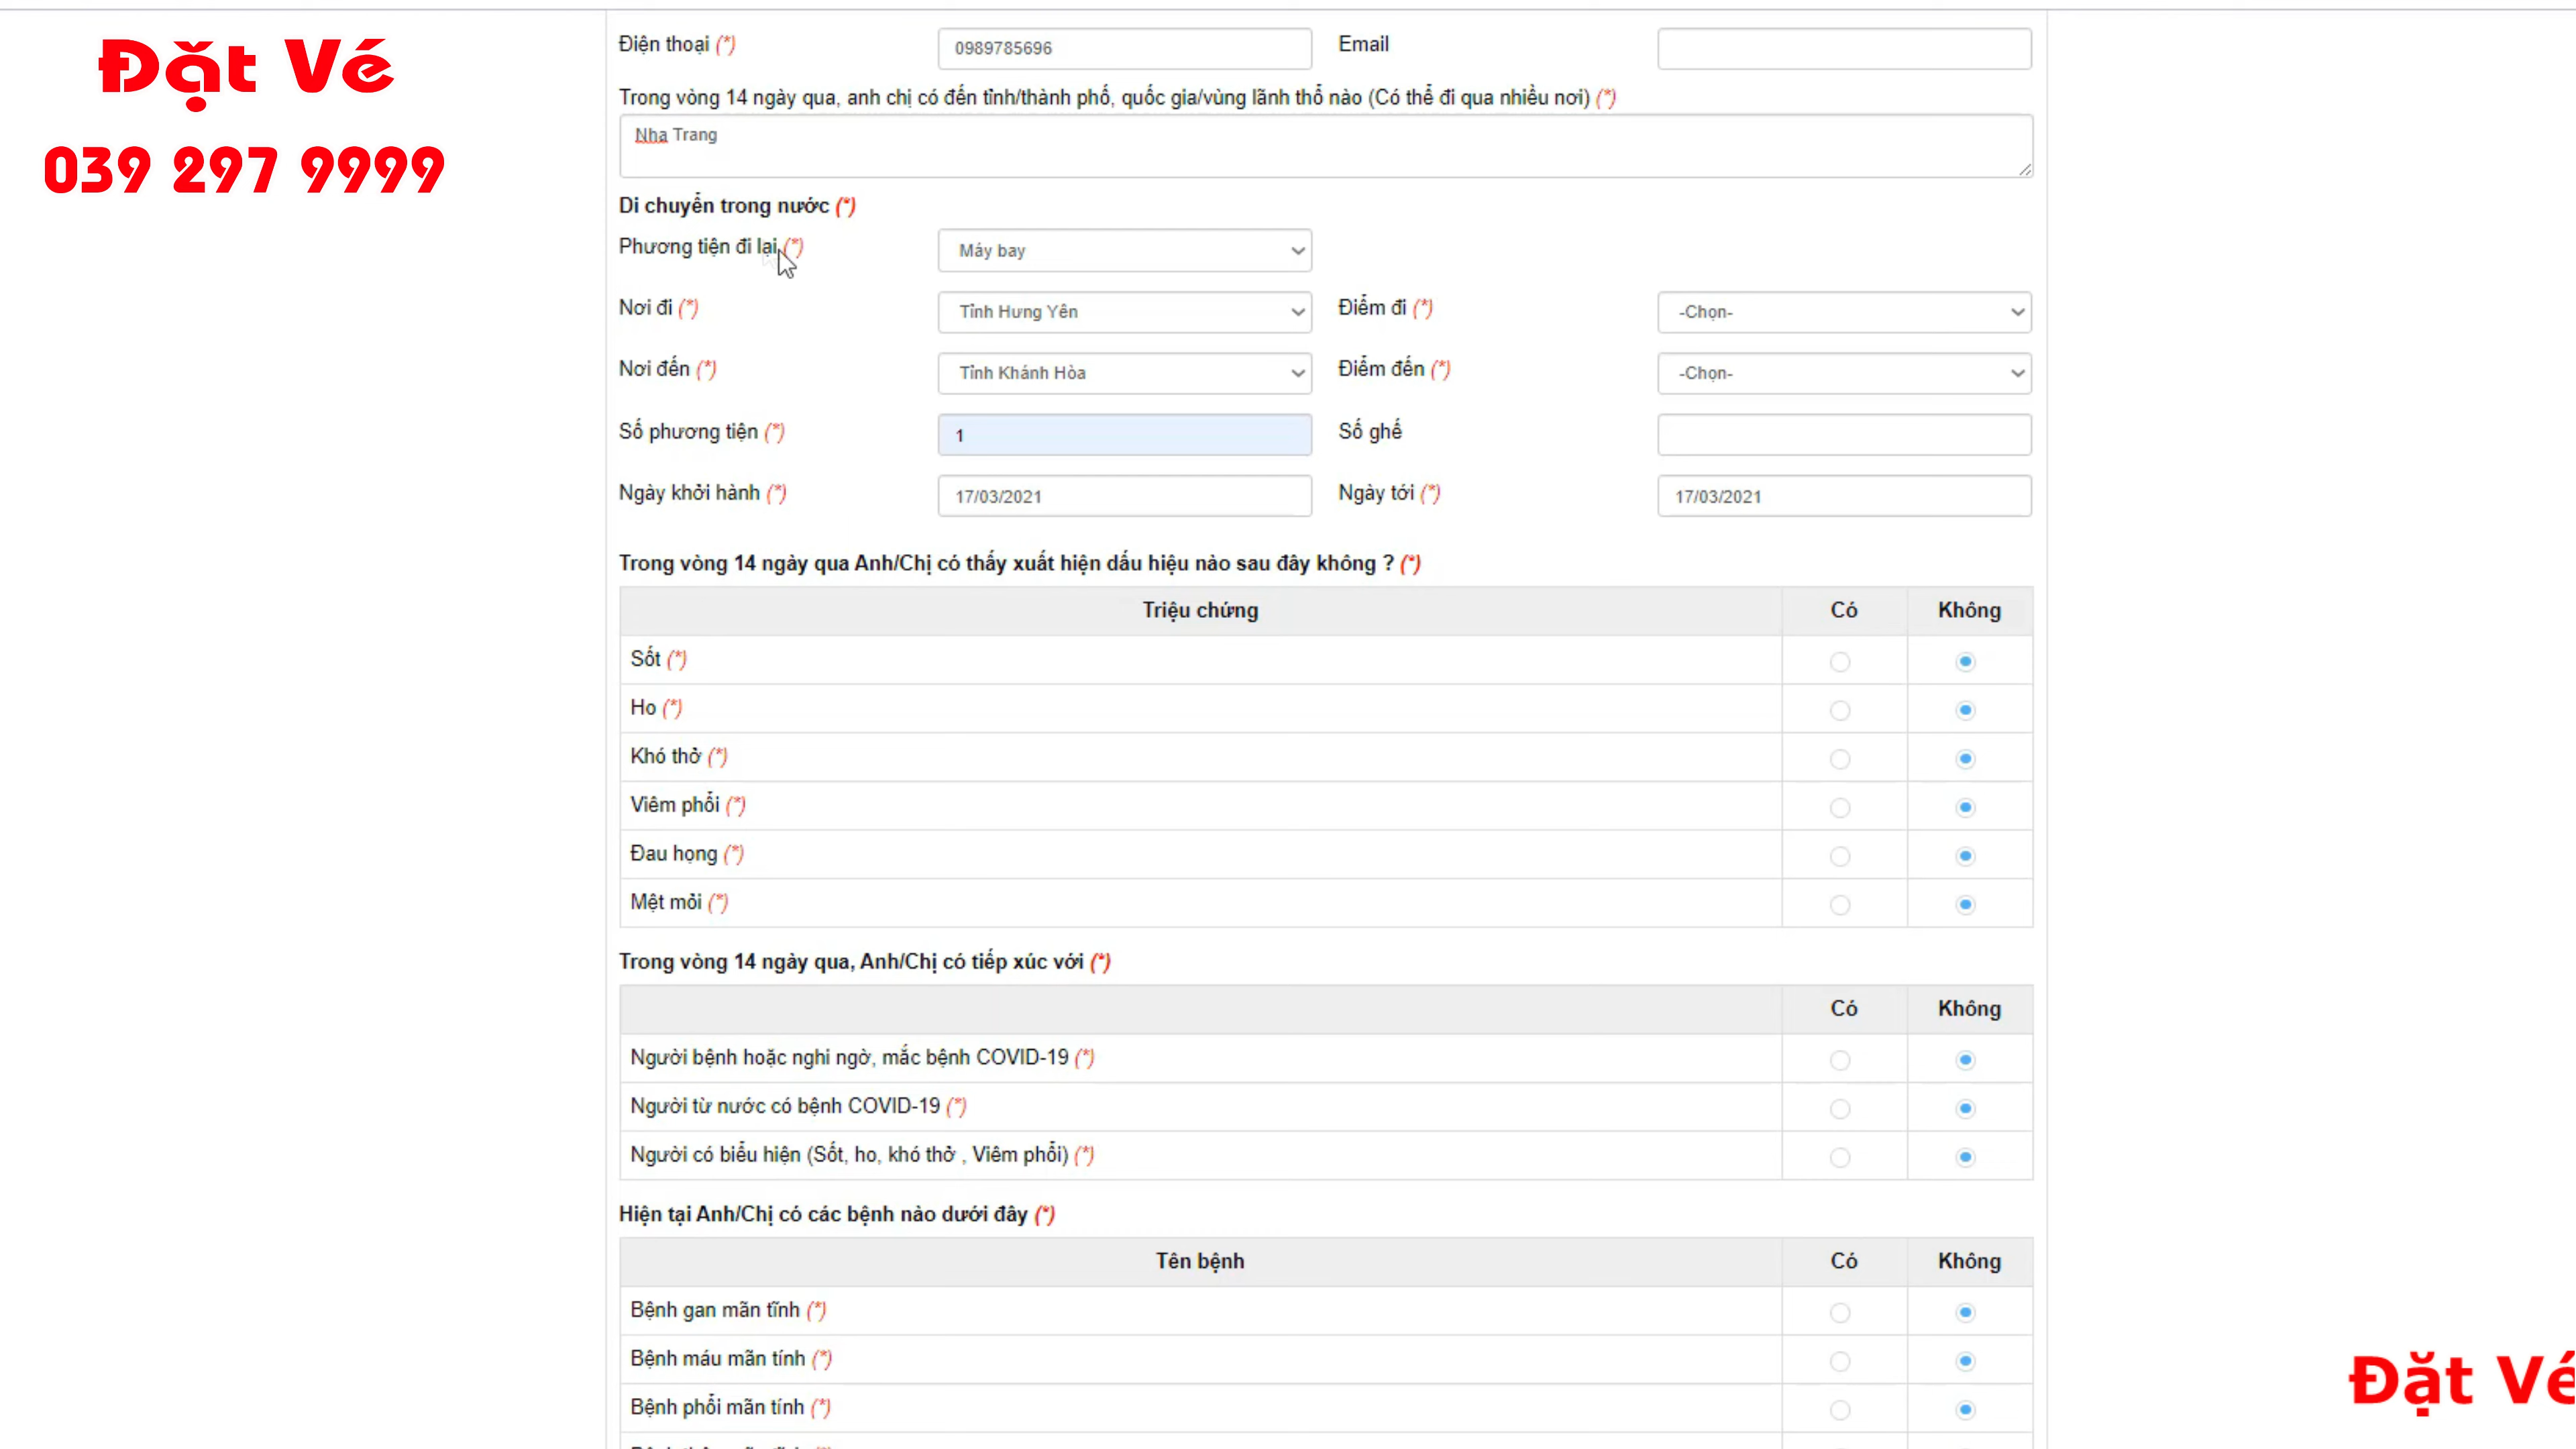 Đặt Vé
039 297 9999
Điện thoại (*) 0989785696 Email
Trong vòng 14 ngày qua, anh chị có đến tỉnh/thành phố, quốc gia/vùng lãnh thổ nào (Có thể đi qua nhiều nơi) (*)
Nha Trang
Di chuyển trong nước (*)
Phương tiện đi lại (*) Máy bay
Nơi đi (*) Tỉnh Hưng Yên Điểm đi (*) -Chọn-
Nơi đến (*) Tỉnh Khánh Hòa Điểm đến (*) -Chọn-
Số phương tiện (*) 1 Số ghế
Ngày khởi hành (*) 17/03/2021 Ngày tới (*) 17/03/2021
Trong vòng 14 ngày qua Anh/Chị có thấy xuất hiện dấu hiệu nào sau đây không ? (*)
Triệu chứng Có Không
Sốt (*)
Ho (*)
Khó thở (*)
Viêm phổi (*)
Đau họng (*)
Mệt mỏi (*)
Trong vòng 14 ngày qua, Anh/Chị có tiếp xúc với (*)
Có Không
Người bệnh hoặc nghi ngờ, mắc bệnh COVID-19 (*)
Người từ nước có bệnh COVID-19 (*)
Người có biểu hiện (Sốt, ho, khó thở , Viêm phổi) (*)
Hiện tại Anh/Chị có các bệnh nào dưới đây (*)
Tên bệnh Có Không
Bệnh gan mãn tĩnh (*)
Bệnh máu mãn tính (*)
Bệnh phổi mãn tính (*)
Đặt Vé